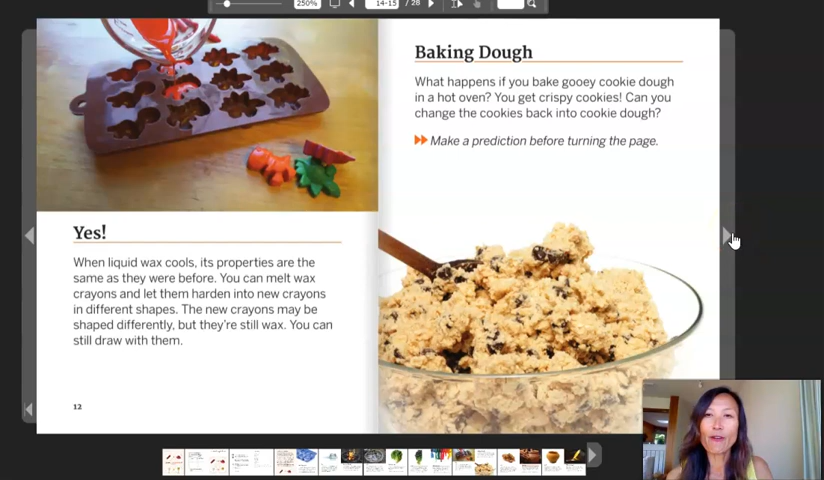 250%
14-15
/ 28
Yes!
When liquid wax cools, its properties are the
same as they were before. You can melt wax
crayons and let them harden into new crayons
in different shapes. The new crayons may be
shaped differently, but they're still wax. You can
still draw with them.
12
Baking Dough
What happens if you bake gooey cookie dough
in a hot oven? You get crispy cookies! Can you
change the cookies back into cookie dough?
Make a prediction before turning the page.